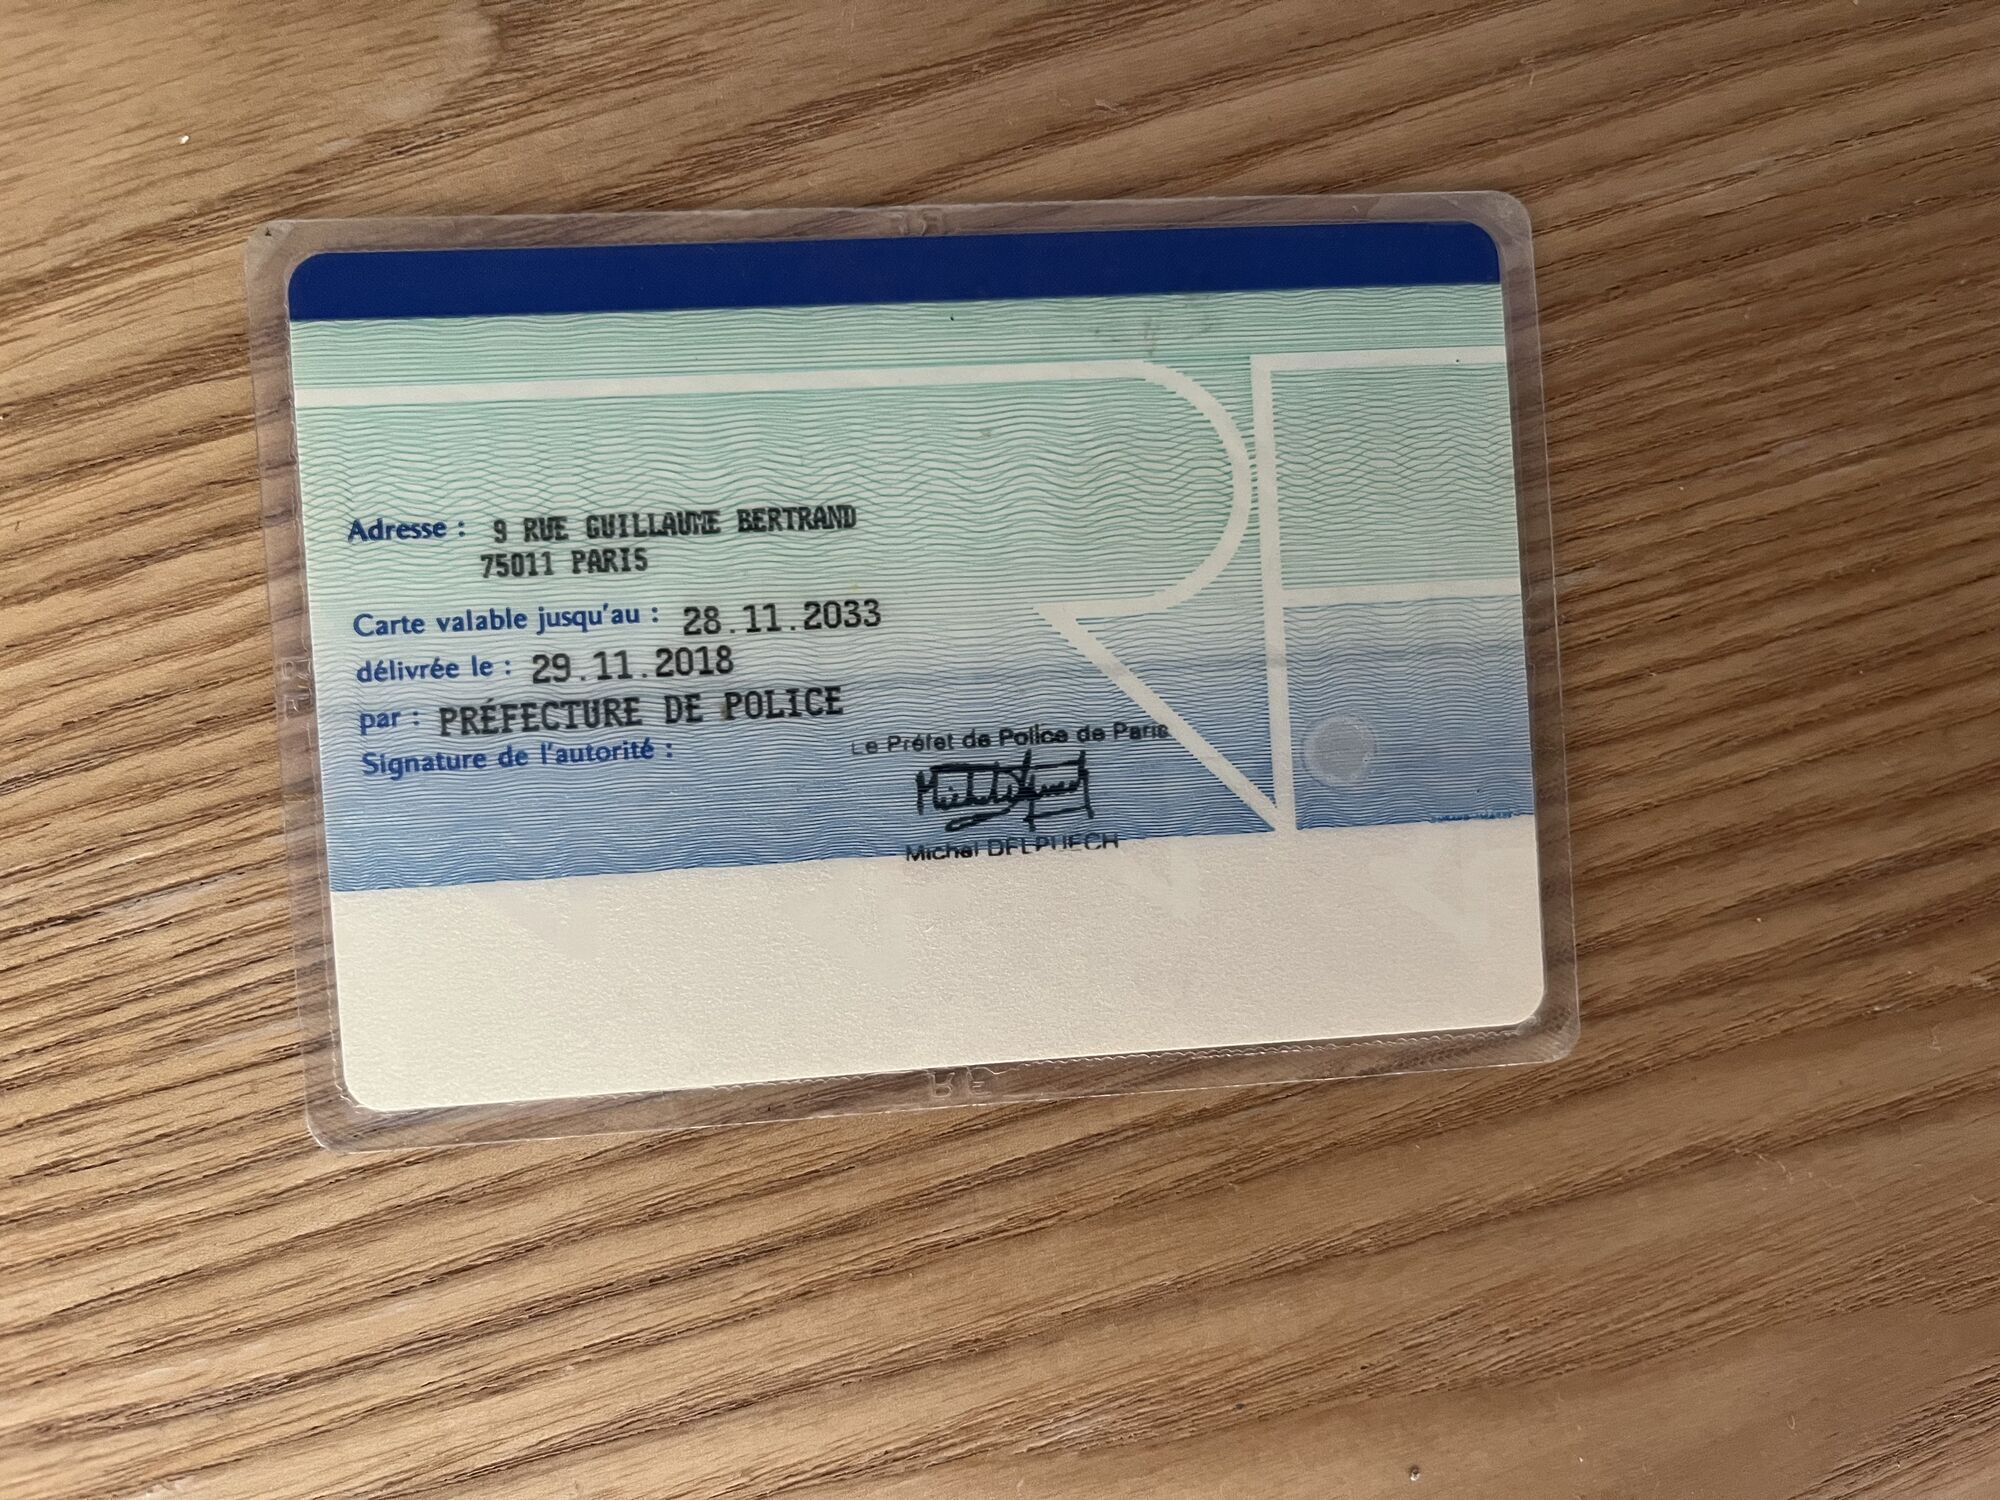 Adresse : 9 RUE GUILLAUME BERTRAND
75011 PARIS
Carte valable jusqu'au : 28.11.2033
délivrée le : 29.11.2018
par : PRÉFECTURE DE POLICE
Signature de l'autorité :
Le Préfet de Police de Paris
Michel DELPUECH
RF